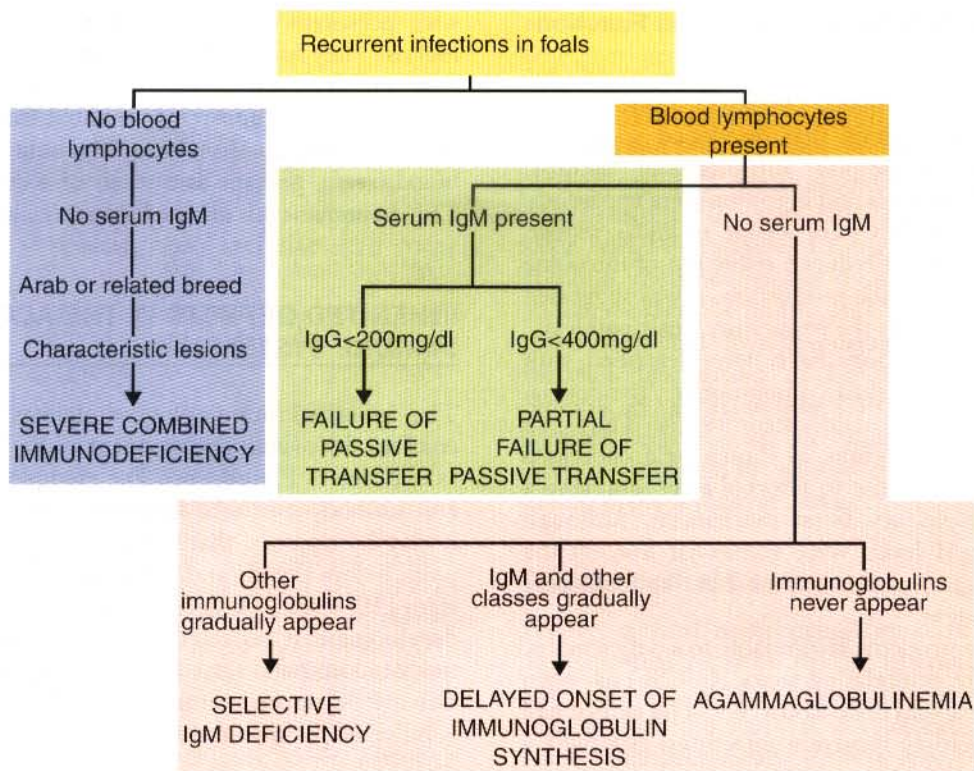 Recurrent infections in foals
No blood
lymphocytes
No serum IgM
Arab or related breed
Characteristic lesions
SEVERE COMBINED
IMMUNODEFICIENCY
Blood lymphocytes
present
Serum IgM present
IgG<200mg/dl
FAILURE OF
PASSIVE
TRANSFER
IgG<400mg/dl
PARTIAL
FAILURE OF
PASSIVE TRANSFER
No serum IgM
Other
immunoglobulins
gradually appear
SELECTIVE
IgM DEFICIENCY
IgM and other
classes gradually
appear
DELAYED ONSET OF
IMMUNOGLOBULIN
SYNTHESIS
Immunoglobulins
never appear
AGAMMAGLOBULINEMIA